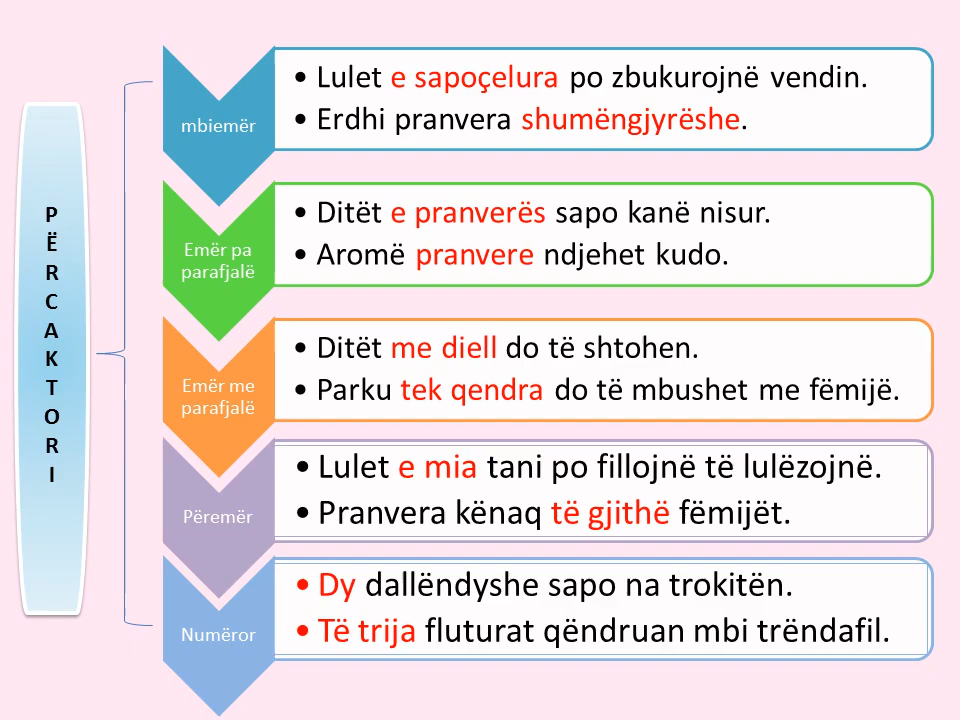 PËRCAKTORI
mbiemër
• Lulet e sapoçelura po zbukurojnë vendin.
• Erdhi pranvera shumëngjyrëshe.
Emër pa
parafjalë
• Ditët e pranverës sapo kanë nisur.
• Aromë pranvere ndjehet kudo.
Emër me
parafjalë
• Ditët me diell do të shtohen.
• Parku tek qendra do të mbushet me fëmijë.
Përemër
• Lulet e mia tani po fillojnë të lulëzojnë.
• Pranvera kënaq të gjithë fëmijët.
Numëror
• Dy dallëndyshe sapo na trokitën.
• Të trija fluturat qëndruan mbi trëndafil.